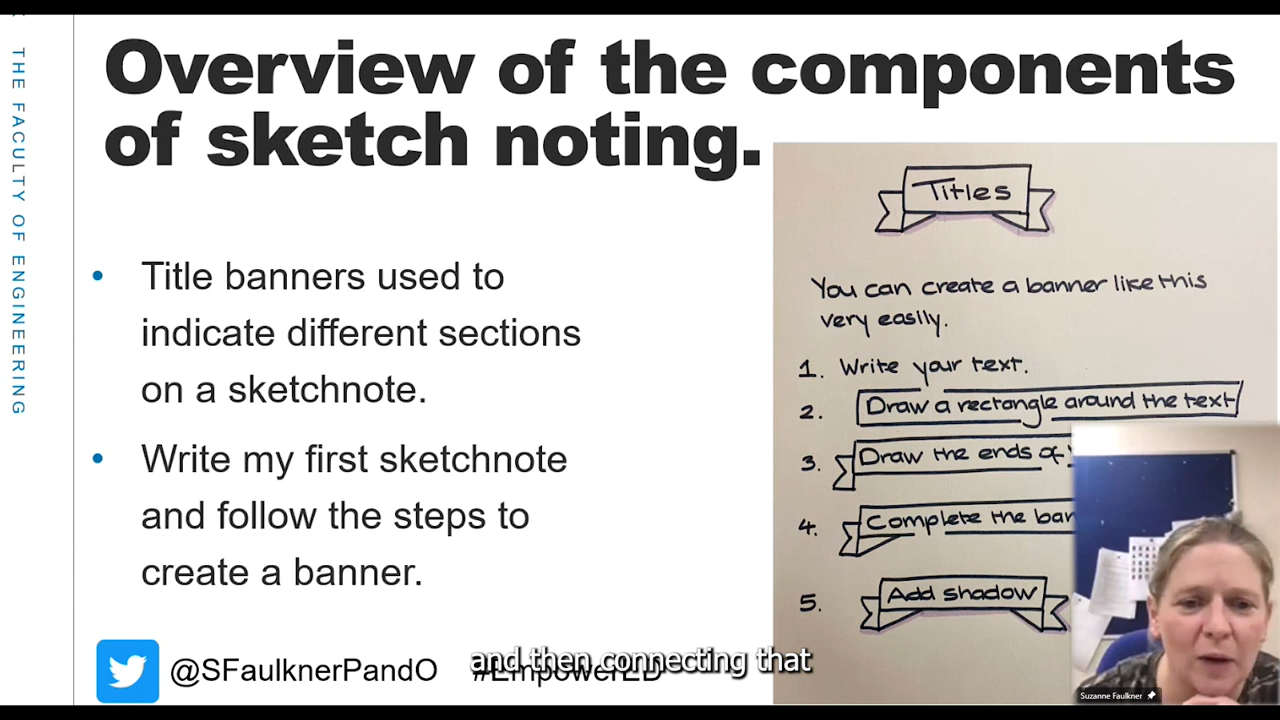 THE FACULTY OF ENGINEERING
Overview of the components
of sketch noting.
• Title banners used to
indicate different sections
on a sketchnote.
• Write my first sketchnote
and follow the steps to
create a banner.
@SFaulknerPandO #EmpowerED
and then connecting that
Titles
You can create a banner like this
very easily.
1. Write your text.
2. Draw a rectangle around the text
3. Draw the ends of
4. Complete the ban
5. Add shadow
Suzanne Faulkner